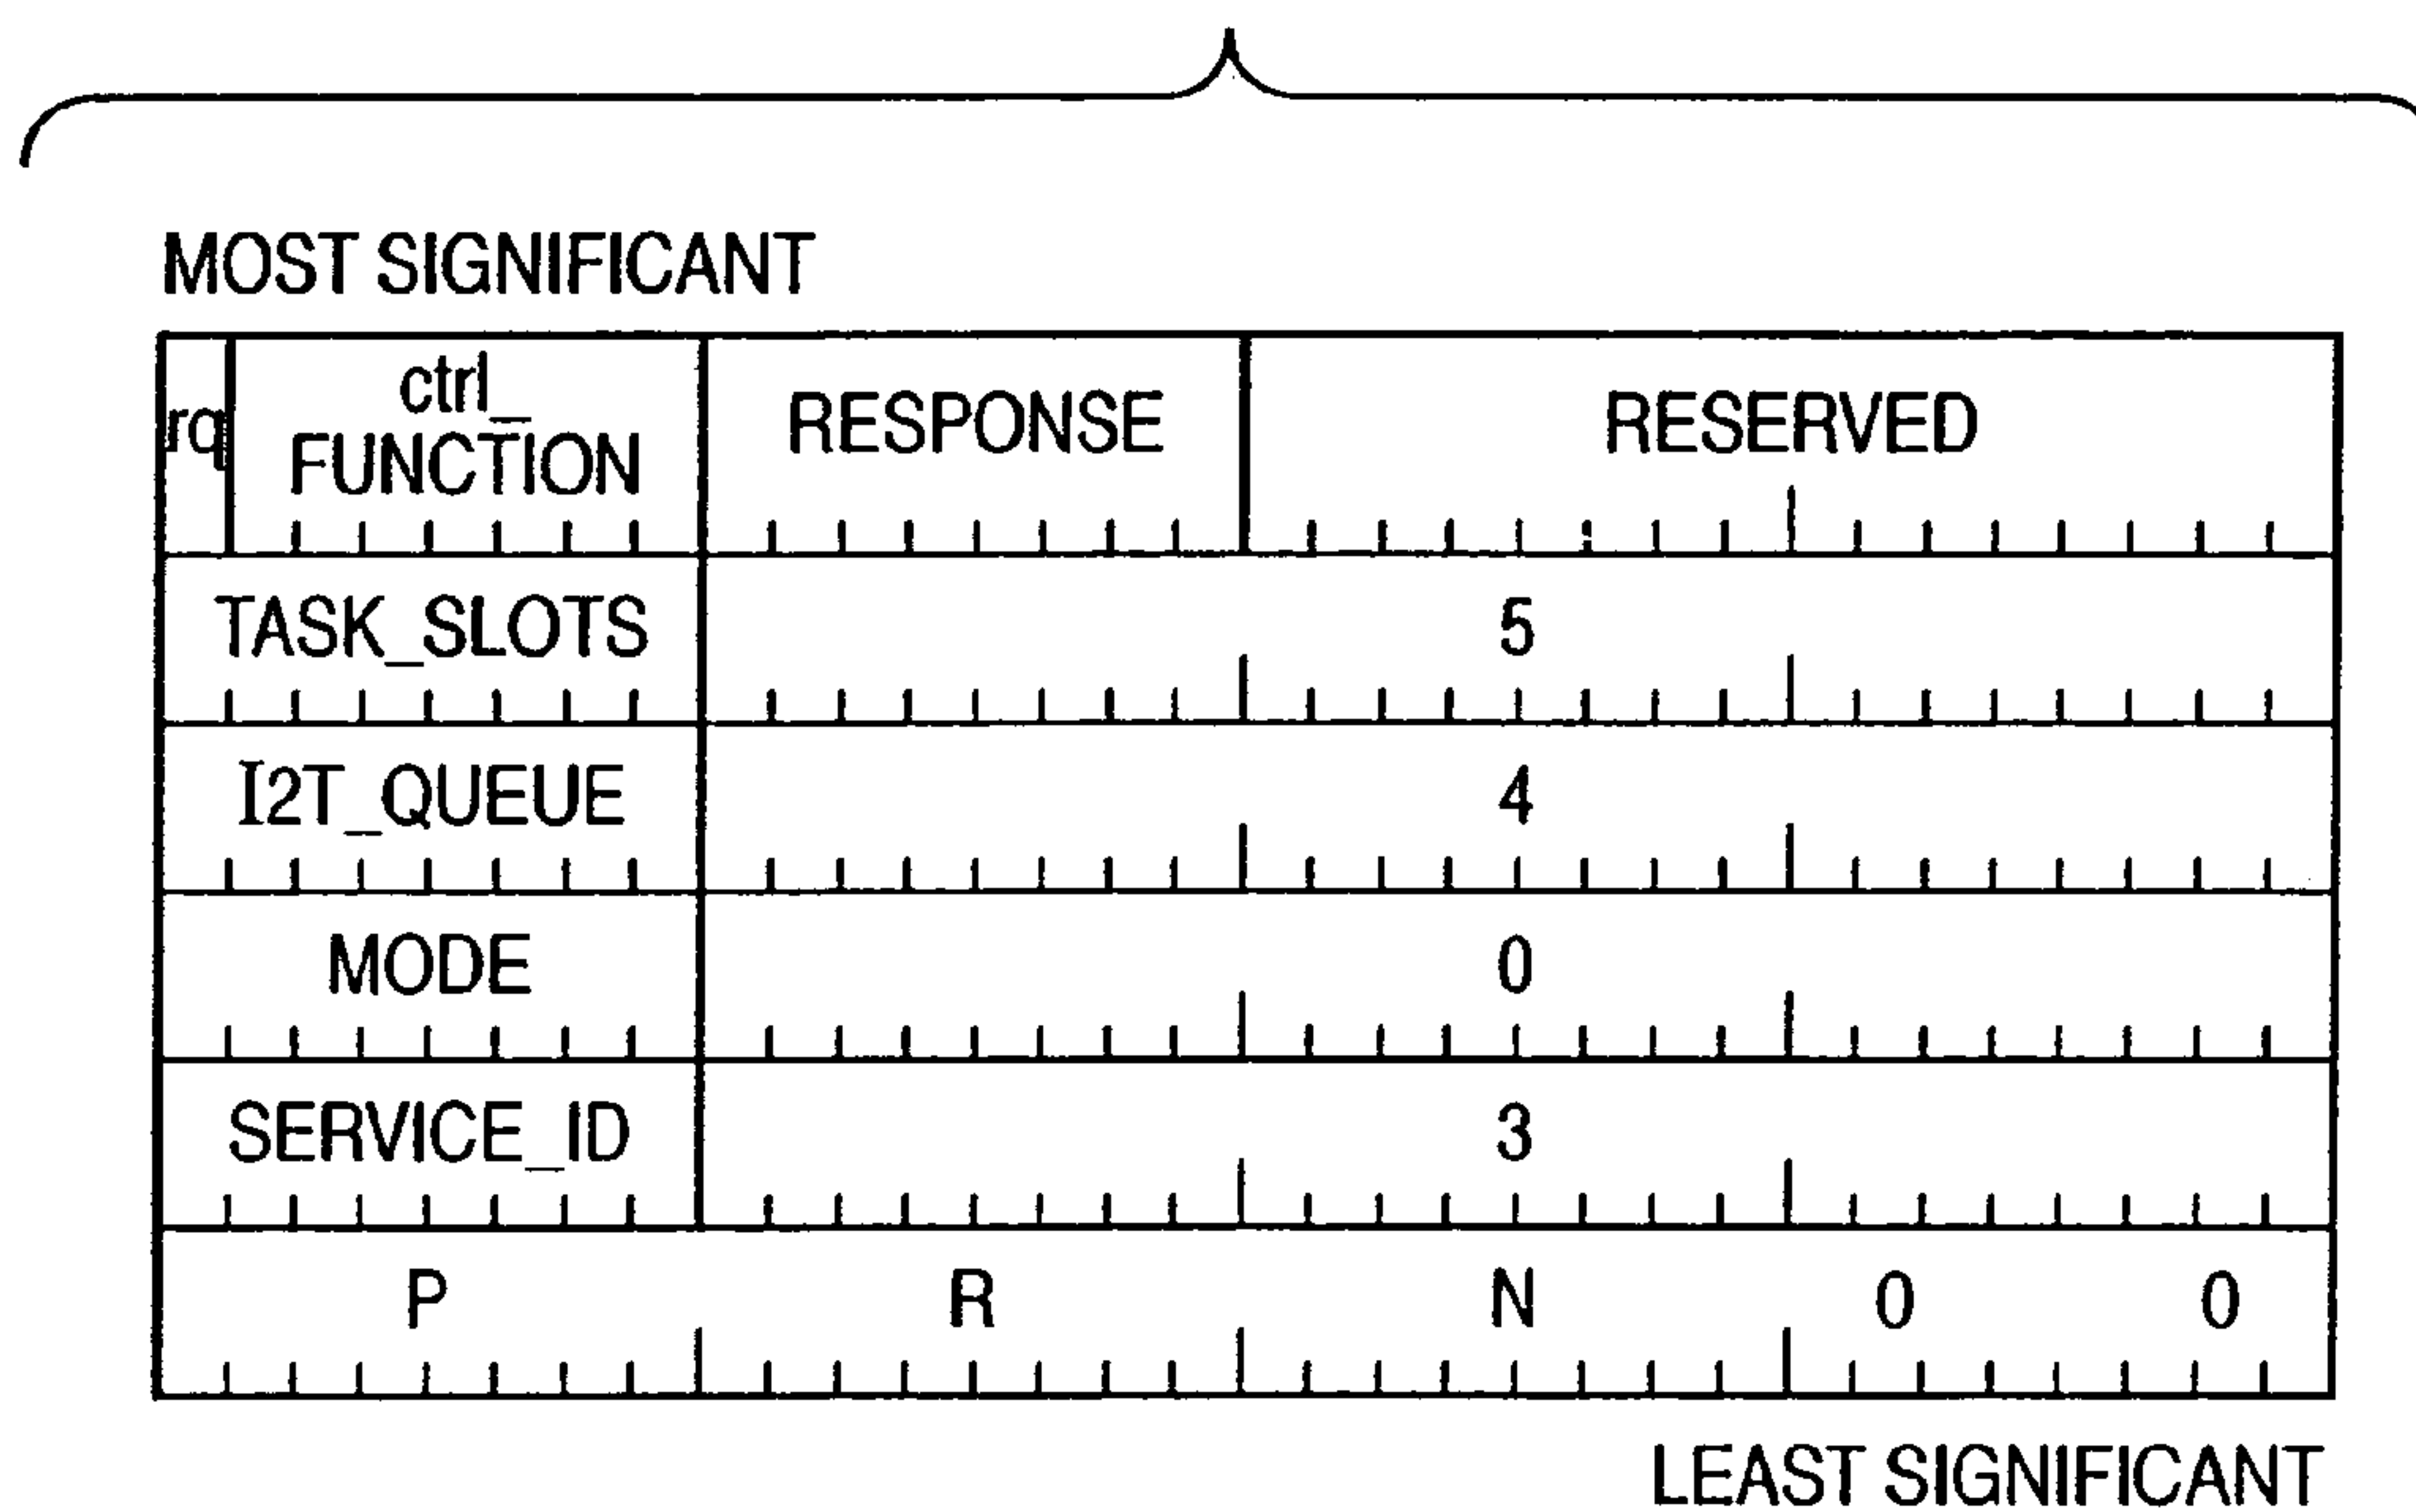 MOST SIGNIFICANT
rq ctrl_ FUNCTION RESPONSE RESERVED
TASK_SLOTS 5
I2T_QUEUE 4
MODE 0
SERVICE_ID 3
P R N 0 0
LEAST SIGNIFICANT